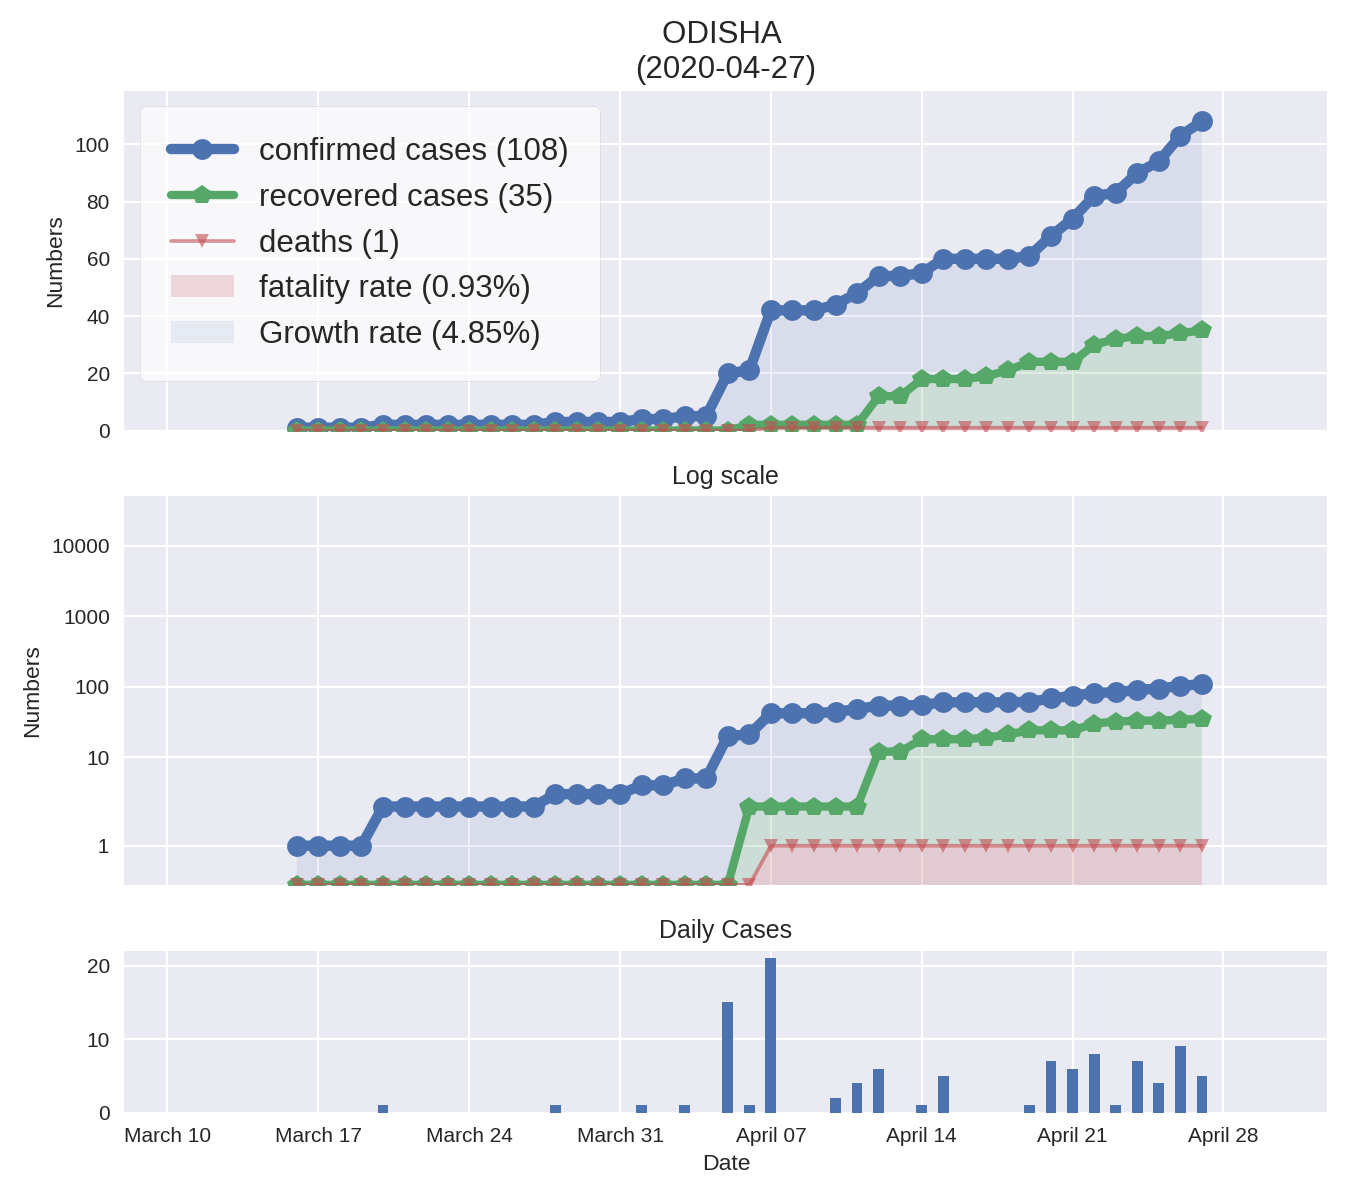 ODISHA
(2020-04-27)
Numbers
100
80
60
40
20
0
confirmed cases (108)
recovered cases (35)
deaths (1)
fatality rate (0.93%)
Growth rate (4.85%)
Log scale
Numbers
10000
1000
100
10
1
Daily Cases
20
10
0
March 10 March 17 March 24 March 31 April 07 April 14 April 21 April 28
Date